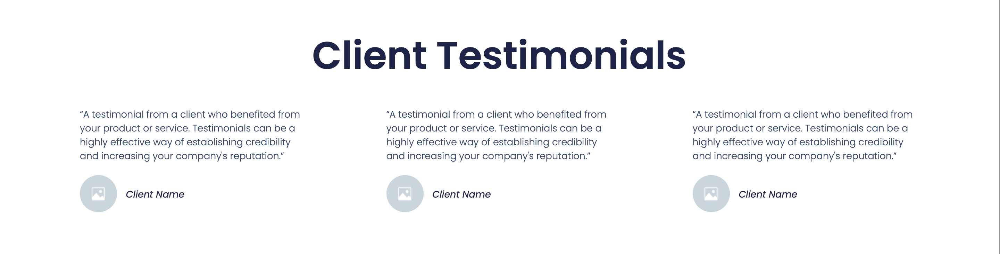 Client Testimonials
“A testimonial from a client who benefited from
your product or service. Testimonials can be a
highly effective way of establishing credibility
and increasing your company's reputation.”
Client Name
“A testimonial from a client who benefited from
your product or service. Testimonials can be a
highly effective way of establishing credibility
and increasing your company's reputation.”
Client Name
“A testimonial from a client who benefited from
your product or service. Testimonials can be a
highly effective way of establishing credibility
and increasing your company's reputation.”
Client Name